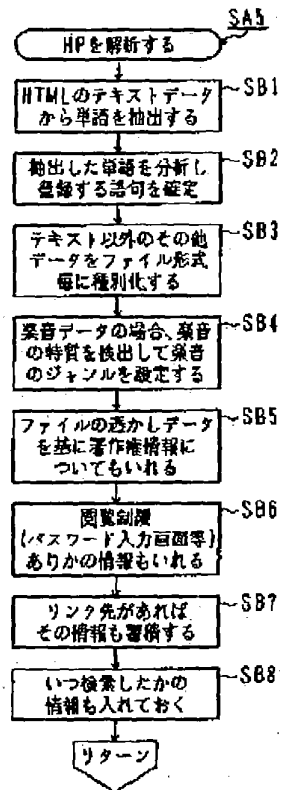 SA5
HPを解析する
SB1
HTMLのテキストデータ
から単語を抽出する
SB2
抽出した単語を分析し
登録する語句を確定
SB3
テキスト以外のその他
データをファイル形式
毎に種別化する
SB4
楽音データの場合、楽音
の特質を検出して楽音
のジャンルを設定する
SB5
ファイルの透かしデータ
を基に著作権情報に
ついてもいれる
SB6
閲覧制限
(パスワード入力画面等)
ありかの情報もいれる
SB7
リンク先があれば
その情報も蓄積する
SB8
いつ検索したかの
情報も入れておく
リターン